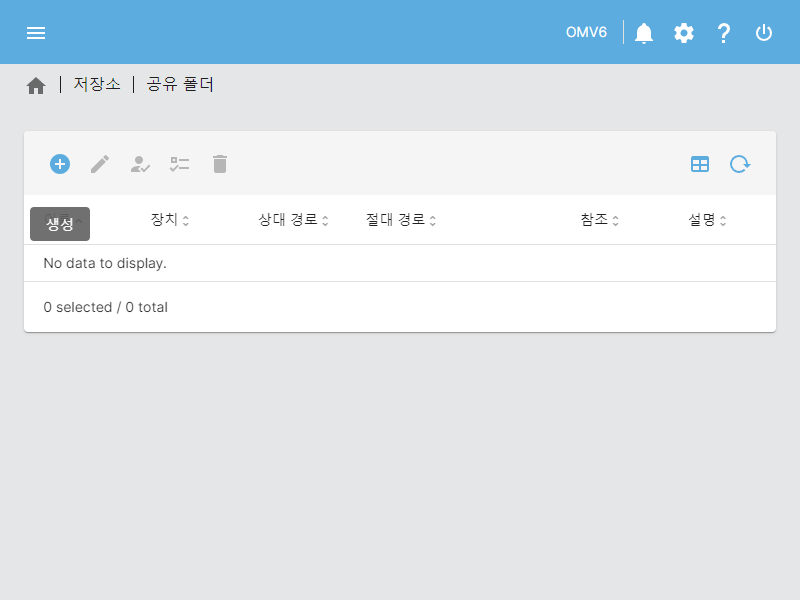 OMV6
저장소 | 공유 폴더
생성 장치 상대 경로 절대 경로 참조 설명
No data to display.
0 selected / 0 total